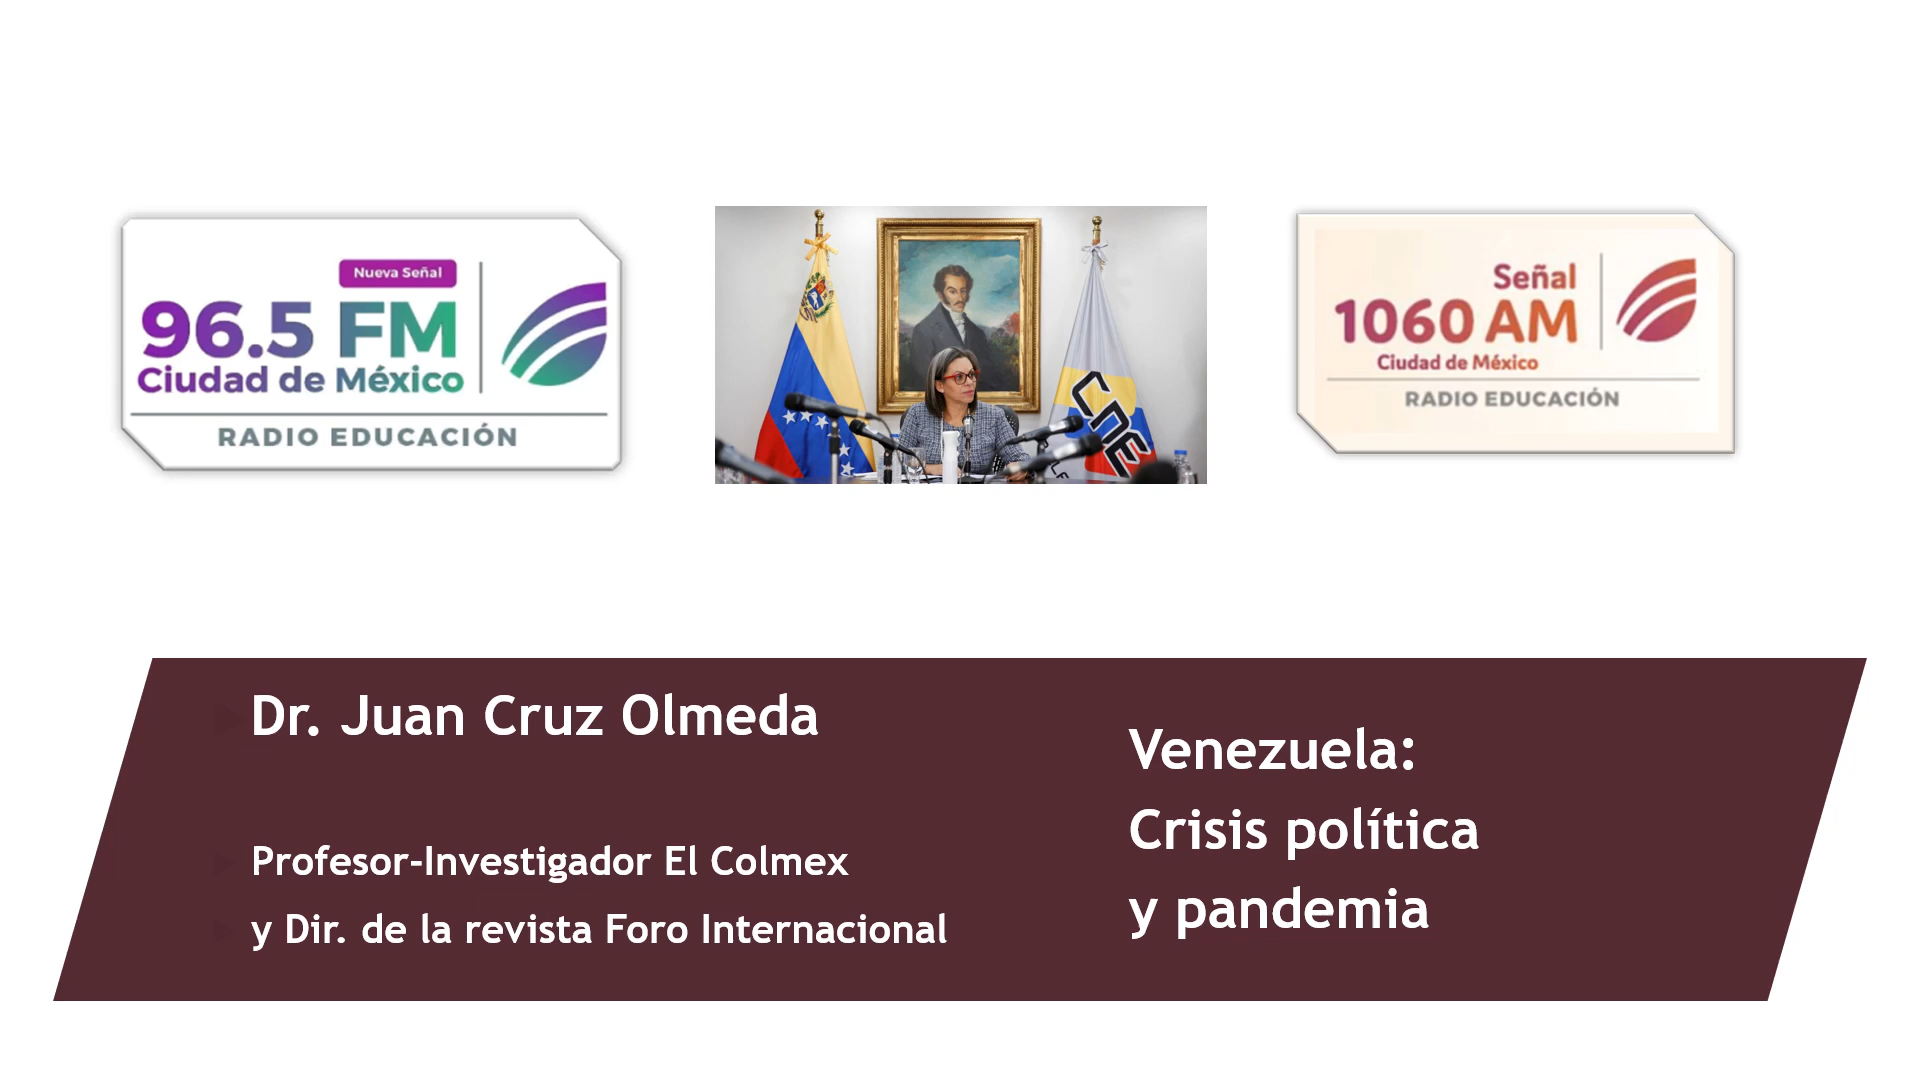 Nueva Señal
96.5 FM
Ciudad de México
RADIO EDUCACIÓN
CNE
Señal
1060 AM
Ciudad de México
RADIO EDUCACIÓN
Dr. Juan Cruz Olmeda
Profesor-Investigador El Colmex
y Dir. de la revista Foro Internacional
Venezuela:
Crisis política
y pandemia